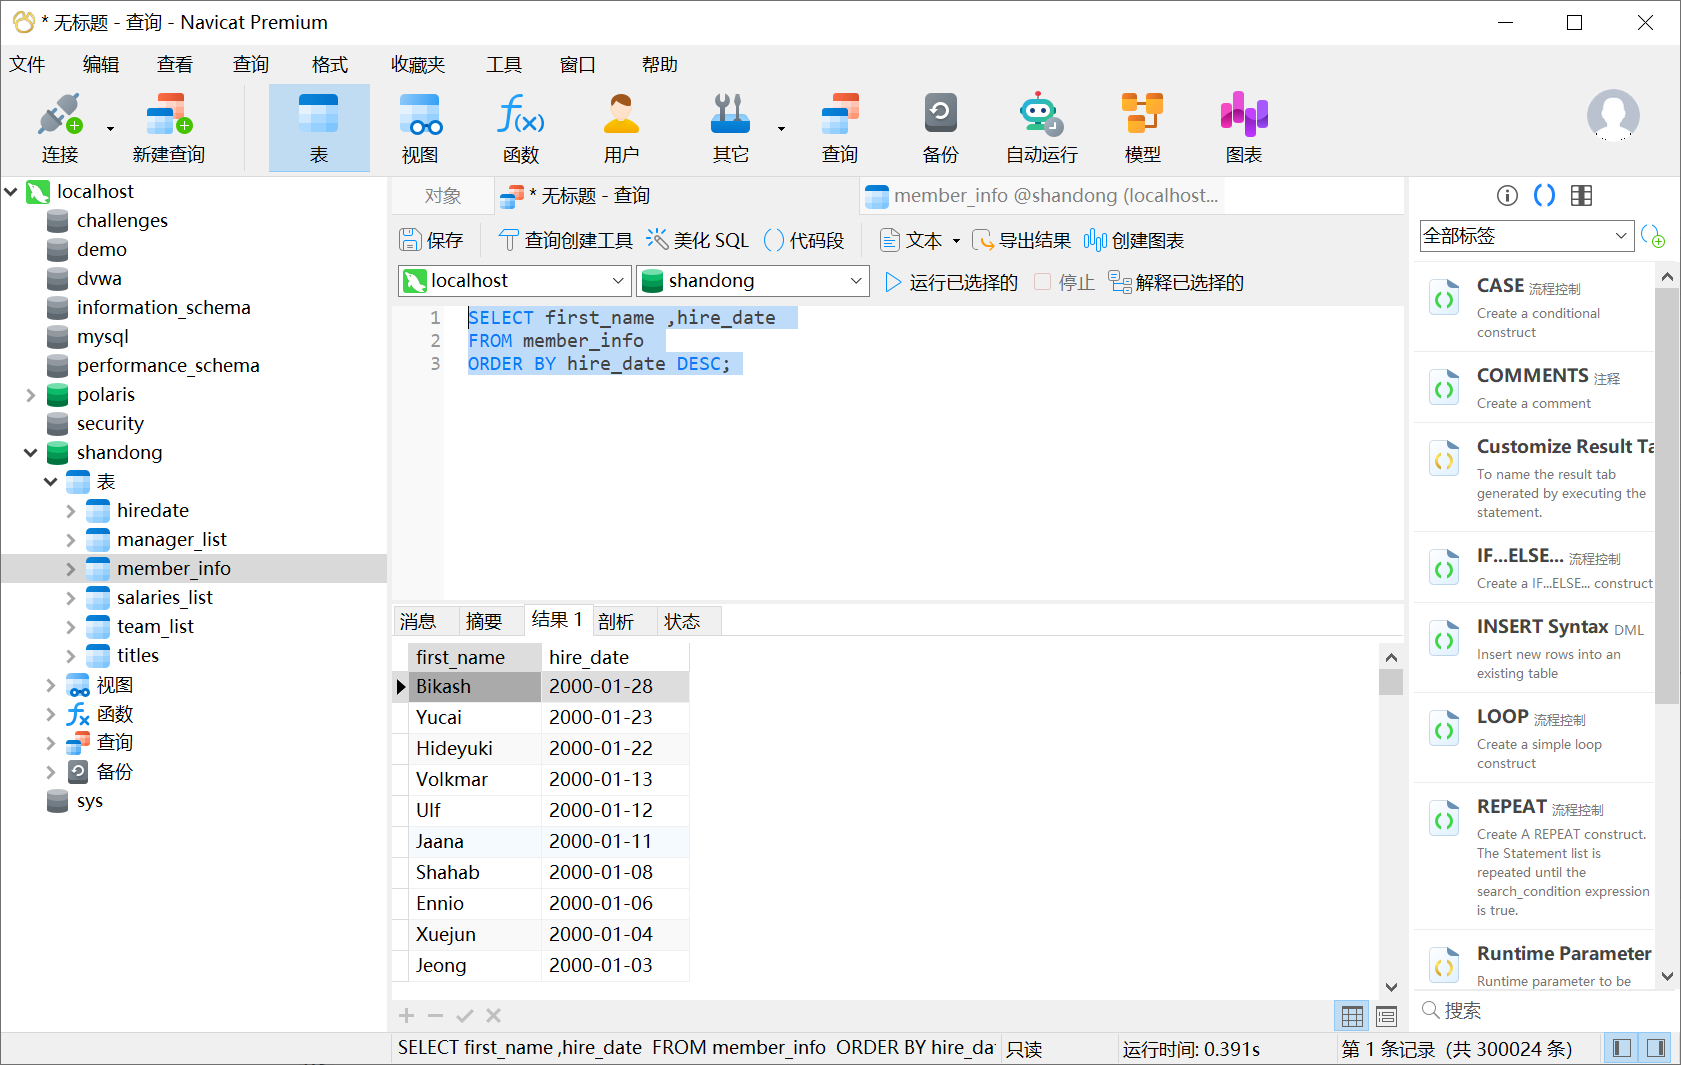 * 无标题 - 查询 - Navicat Premium
文件 编辑 查看 查询 格式 收藏夹 工具 窗口 帮助
连接 新建查询 表 视图 函数 用户 其它 查询 备份 自动运行 模型 图表
localhost
challenges
demo
dvwa
information_schema
mysql
performance_schema
polaris
security
shandong
表
hiredate
manager_list
member_info
salaries_list
team_list
titles
视图
函数
查询
备份
sys
对象 * 无标题 - 查询 member_info @shandong (localhost...
保存 查询创建工具 美化 SQL () 代码段 文本 导出结果 创建图表
localhost shandong 运行已选择的 停止 解释已选择的
1 SELECT first_name ,hire_date
2 FROM member_info
3 ORDER BY hire_date DESC;
消息 摘要 结果 1 剖析 状态
first_name hire_date
Bikash 2000-01-28
Yucai 2000-01-23
Hideyuki 2000-01-22
Volkmar 2000-01-13
Ulf 2000-01-12
Jaana 2000-01-11
Shahab 2000-01-08
Ennio 2000-01-06
Xuejun 2000-01-04
Jeong 2000-01-03
全部标签
CASE 流程控制
Create a conditional
construct
COMMENTS 注释
Create a comment
Customize Result Ta
To name the result tab
generated by executing the
statement.
IF...ELSE... 流程控制
Create a IF...ELSE... construct
INSERT Syntax DML
Insert new rows into an
existing table
LOOP 流程控制
Create a simple loop
construct
REPEAT 流程控制
Create A REPEAT construct.
The Statement list is
repeated until the
search_condition expression
is true.
Runtime Parameter
Runtime parameter to be
搜索
SELECT first_name ,hire_date FROM member_info ORDER BY hire_da 只读 运行时间: 0.391s 第 1 条记录 (共 300024 条)